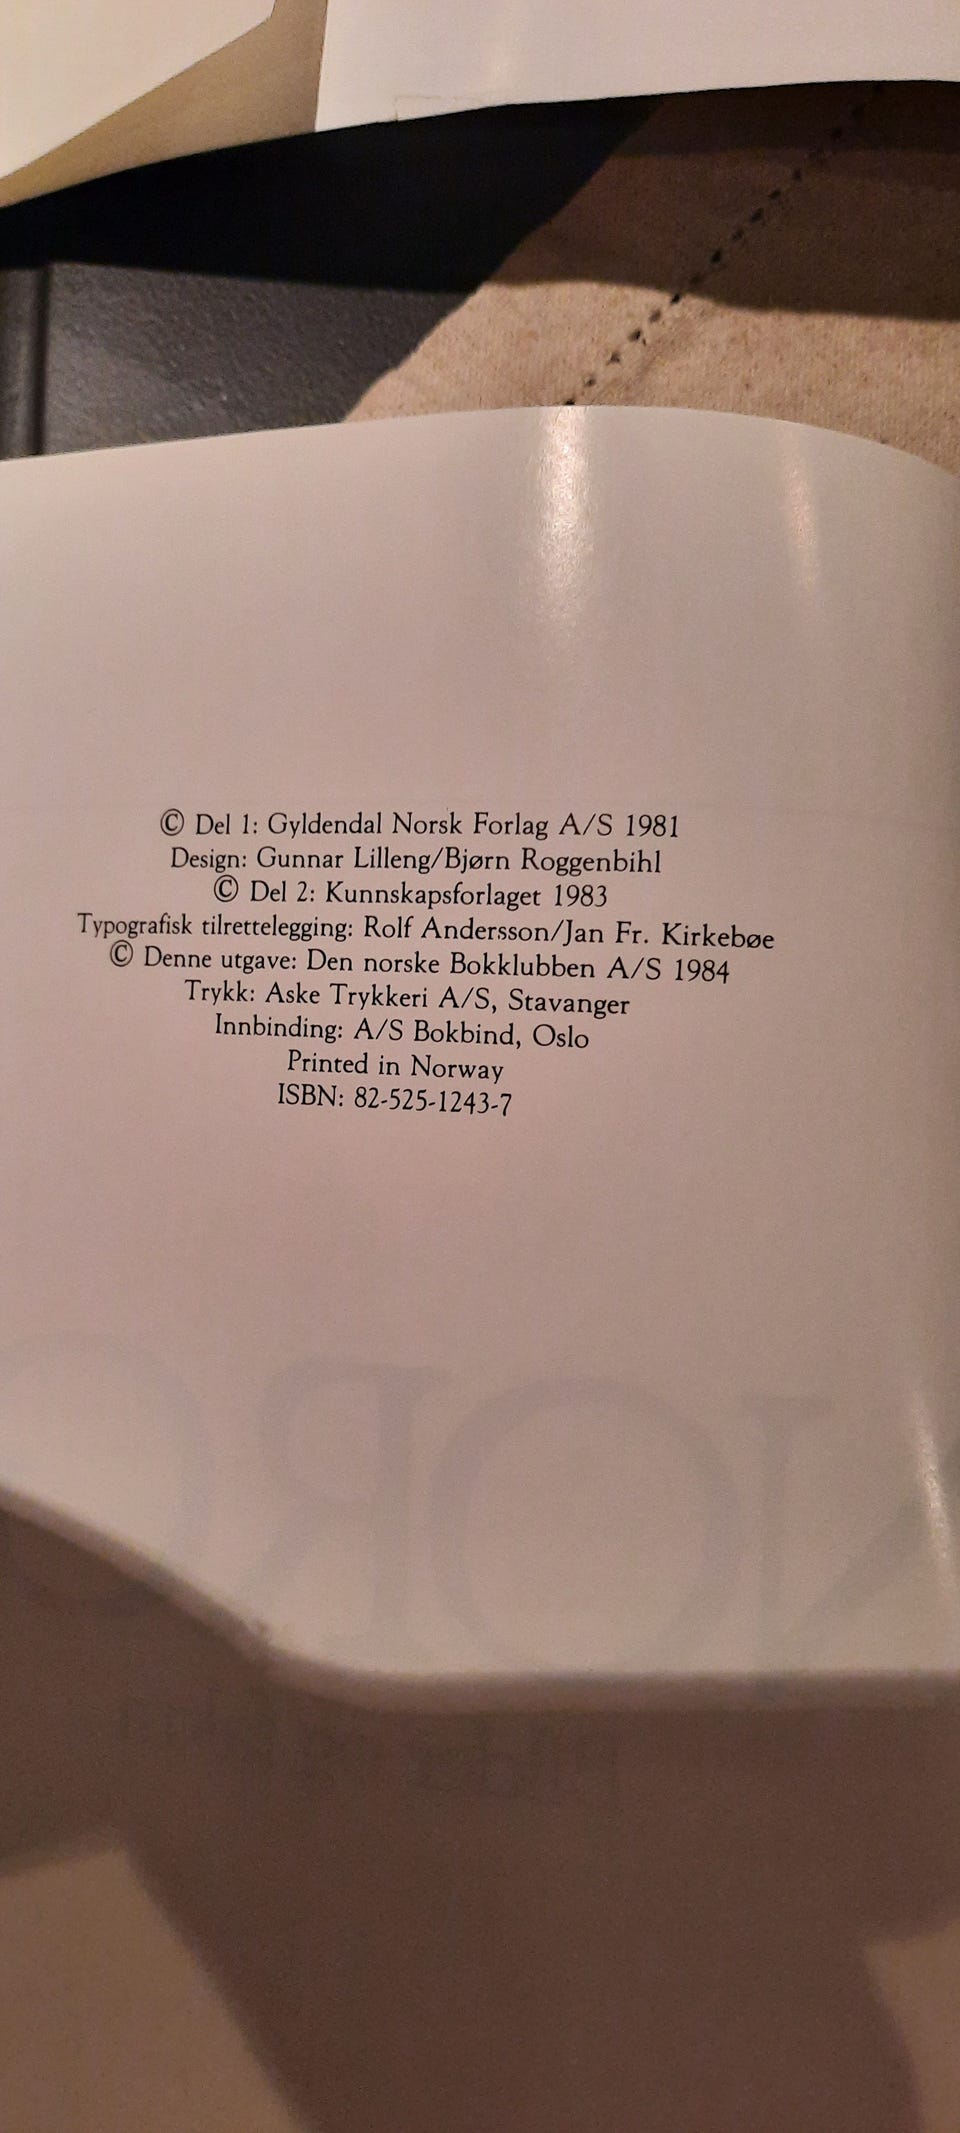 © Del 1: Gyldendal Norsk Forlag A/S 1981
Design: Gunnar Lilleng/Bjørn Roggenbihl
© Del 2: Kunnskapsforlaget 1983
Typografisk tilrettelegging: Rolf Andersson/Jan Fr. Kirkebøe
© Denne utgave: Den norske Bokklubben A/S 1984
Trykk: Aske Trykkeri A/S, Stavanger
Innbinding: A/S Bokbind, Oslo
Printed in Norway
ISBN: 82-525-1243-7